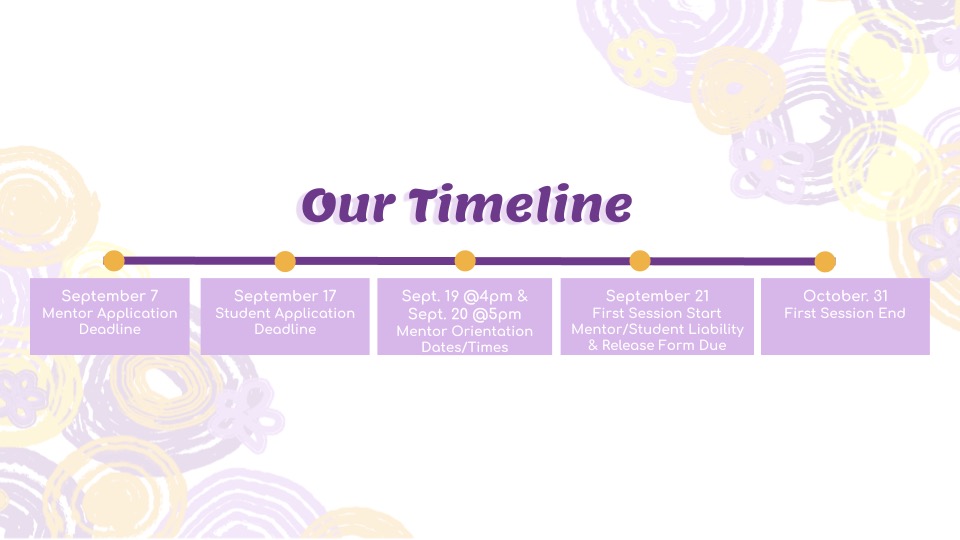 Our Timeline
September 7
Mentor Application
Deadline
September 17
Student Application
Deadline
Sept. 19 @4pm &
Sept. 20 @5pm
Mentor Orientation
Dates/Times
September 21
First Session Start
Mentor/Student Liability
& Release Form Due
October. 31
First Session End